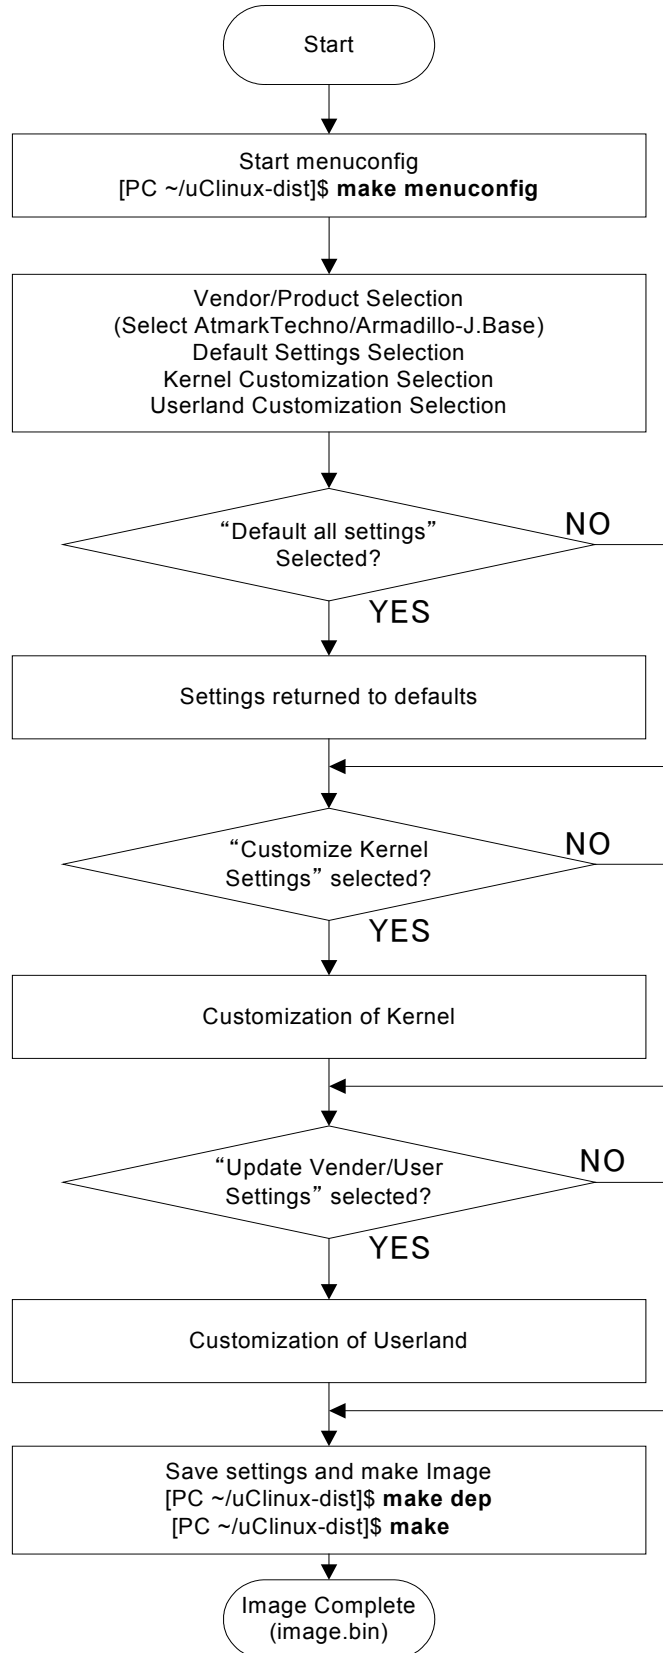 Start
Start menuconfig
[PC ~/uClinux-dist]$ make menuconfig
Vendor/Product Selection
(Select AtmarkTechno/Armadillo-J.Base)
Default Settings Selection
Kernel Customization Selection
Userland Customization Selection
“Default all settings”
Selected?
NO
YES
Settings returned to defaults
“Customize Kernel
Settings” selected?
NO
YES
Customization of Kernel
“Update Vender/User
Settings” selected?
NO
YES
Customization of Userland
Save settings and make Image
[PC ~/uClinux-dist]$ make dep
[PC ~/uClinux-dist]$ make
Image Complete
(image.bin)